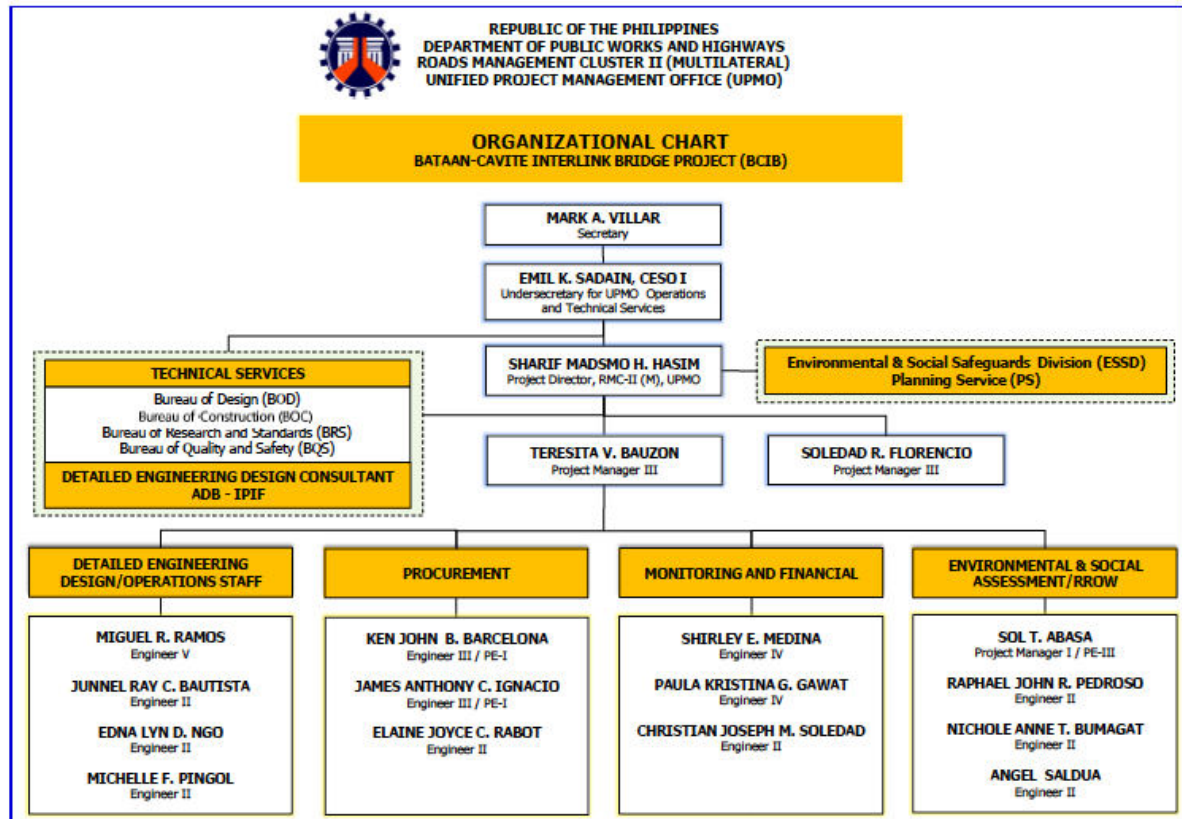 REPUBLIC OF THE PHILIPPINES
DEPARTMENT OF PUBLIC WORKS AND HIGHWAYS
ROADS MANAGEMENT CLUSTER II (MULTILATERAL)
UNIFIED PROJECT MANAGEMENT OFFICE (UPMO)
ORGANIZATIONAL CHART
BATAAN-CAVITE INTERLINK BRIDGE PROJECT (BCIB)
MARK A. VILLAR
Secretary
EMIL K. SADAIN, CESO I
Undersecretary for UPMO Operations
and Technical Services
SHARIF MADSMO H. HASIM
Project Director, RMC-II (M), UPMO
Environmental & Social Safeguards Division (ESSD)
Planning Service (PS)
TECHNICAL SERVICES
Bureau of Design (BOD)
Bureau of Construction (BOC)
Bureau of Research and Standards (BRS)
Bureau of Quality and Safety (BQS)
DETAILED ENGINEERING DESIGN CONSULTANT
ADB - IPIF
TERESITA V. BAUZON
Project Manager III
SOLEDAD R. FLORENCIO
Project Manager III
DETAILED ENGINEERING
DESIGN/OPERATIONS STAFF
MIGUEL R. RAMOS
Engineer V
JUNNEL RAY C. BAUTISTA
Engineer II
EDNA LYN D. NGO
Engineer II
MICHELLE F. PINGOL
Engineer II
PROCUREMENT
KEN JOHN B. BARCELONA
Engineer III / PE-I
JAMES ANTHONY C. IGNACIO
Engineer III / PE-I
ELAINE JOYCE C. RABOT
Engineer II
MONITORING AND FINANCIAL
SHIRLEY E. MEDINA
Engineer IV
PAULA KRISTINA G. GAWAT
Engineer IV
CHRISTIAN JOSEPH M. SOLEDAD
Engineer II
ENVIRONMENTAL & SOCIAL
ASSESSMENT/RROW
SOL T. ABASA
Project Manager I / PE-III
RAPHAEL JOHN R. PEDROSO
Engineer II
NICHOLE ANNE T. BUMAGAT
Engineer II
ANGEL SALDUA
Engineer II